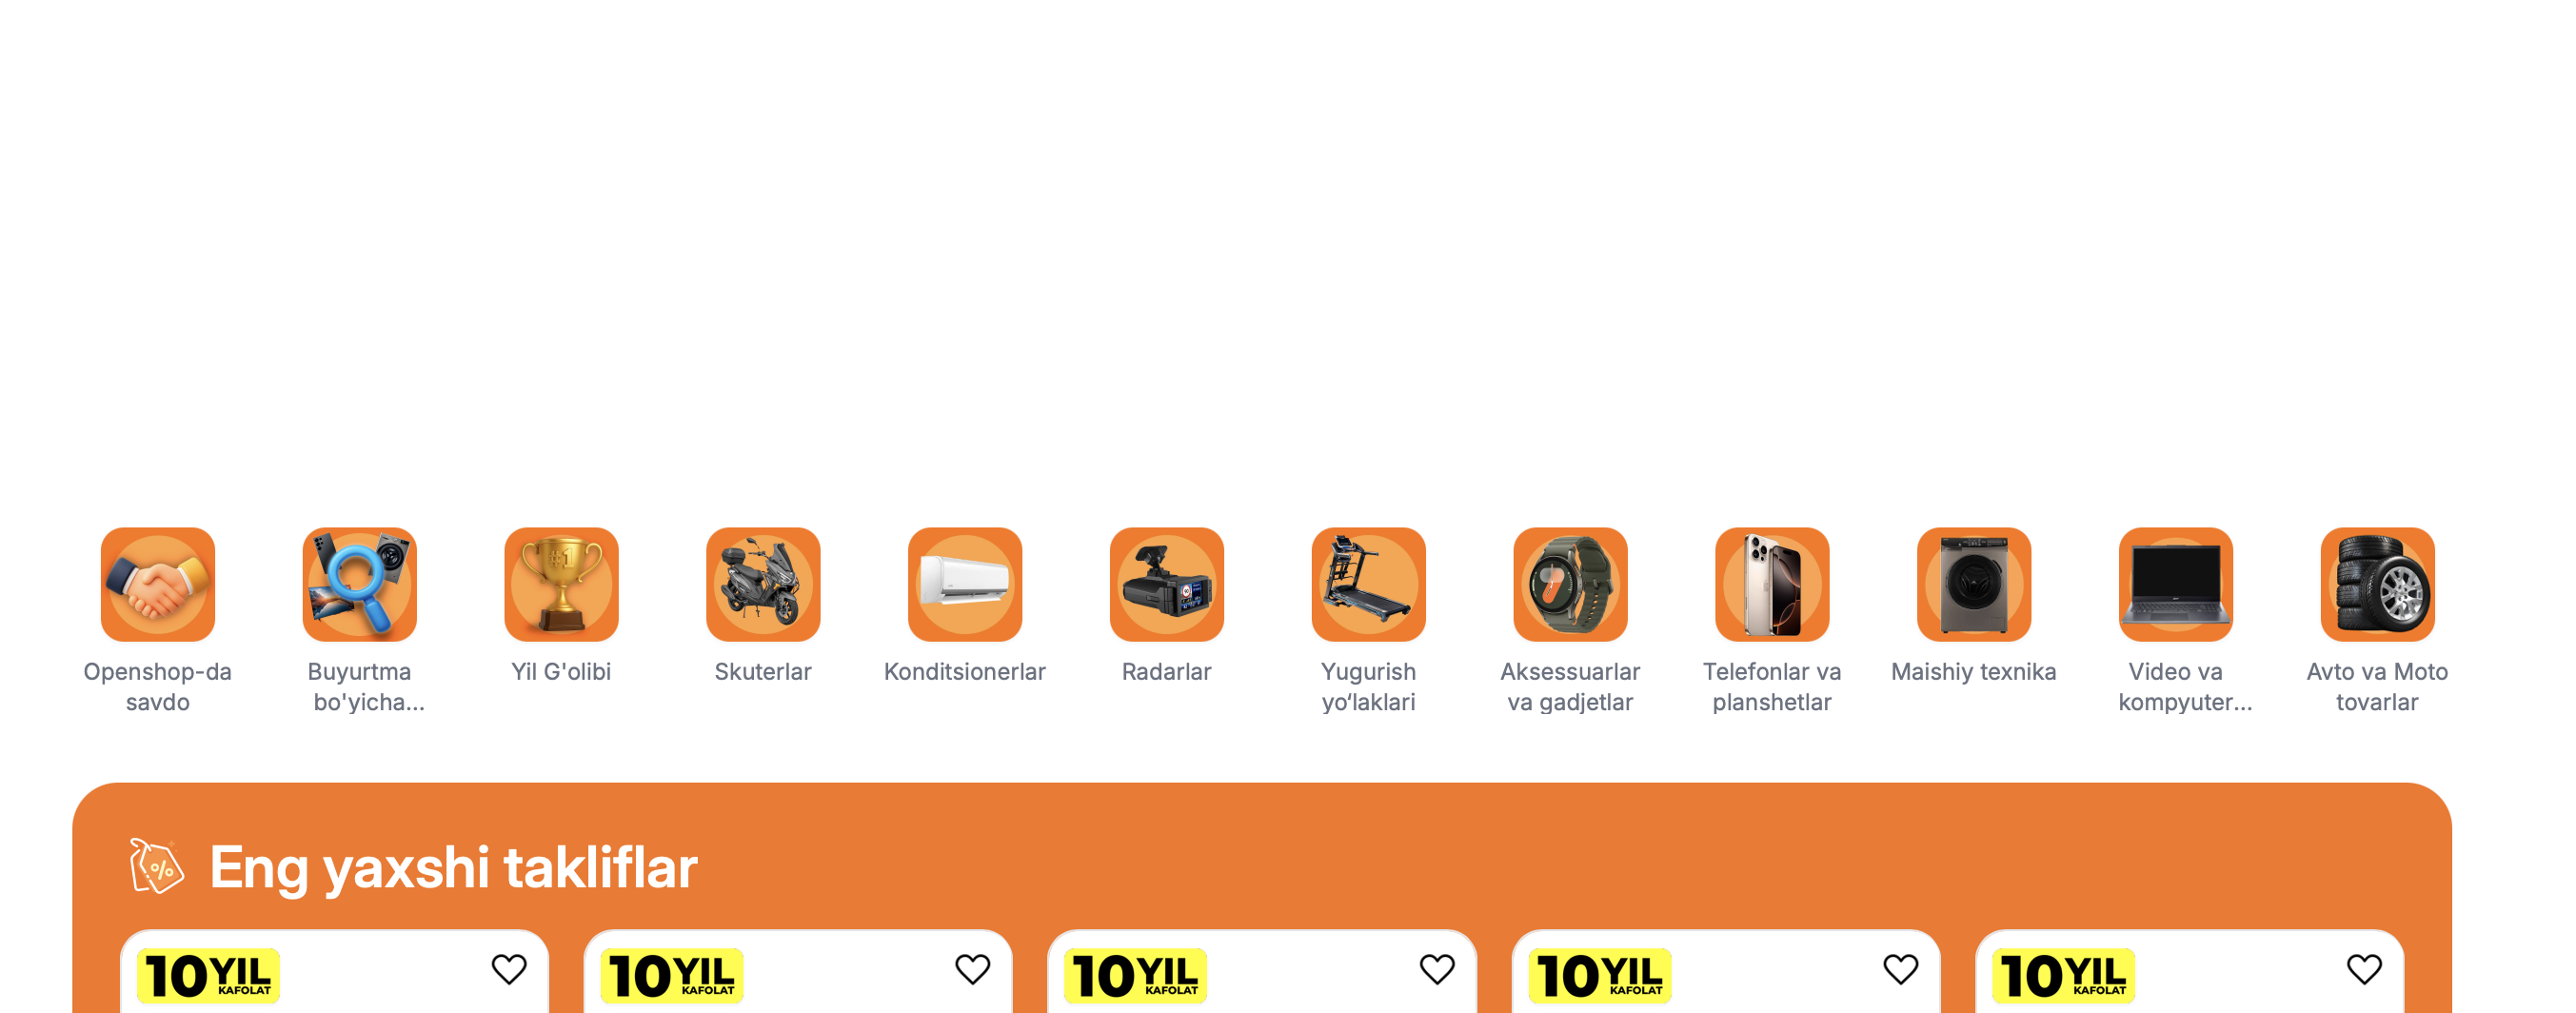 Openshop-da
savdo
Buyurtma
bo'yicha...
#1
Yil G'olibi
Skuterlar
Konditsionerlar
Radarlar
Yugurish
yo‘laklari
Aksessuarlar
va gadjetlar
Telefonlar va
planshetlar
Maishiy texnika
Video va
kompyuter...
Avto va Moto
tovarlar
%
Eng yaxshi takliflar
10 YIL
KAFOLAT
10 YIL
KAFOLAT
10 YIL
KAFOLAT
10 YIL
KAFOLAT
10 YIL
KAFOLAT